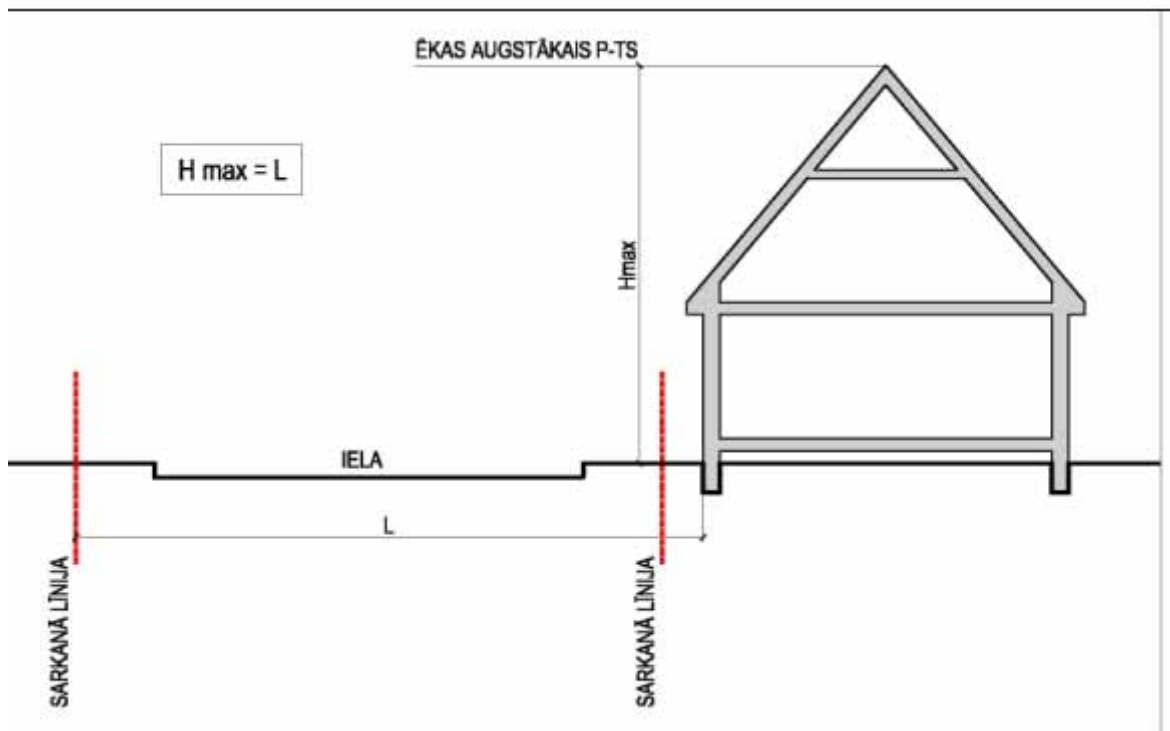 ĒKAS AUGSTĀKAIS P-TS
H max = L
Hmax
IELA
L
SARKANĀ LĪNIJA
SARKANĀ LĪNIJA